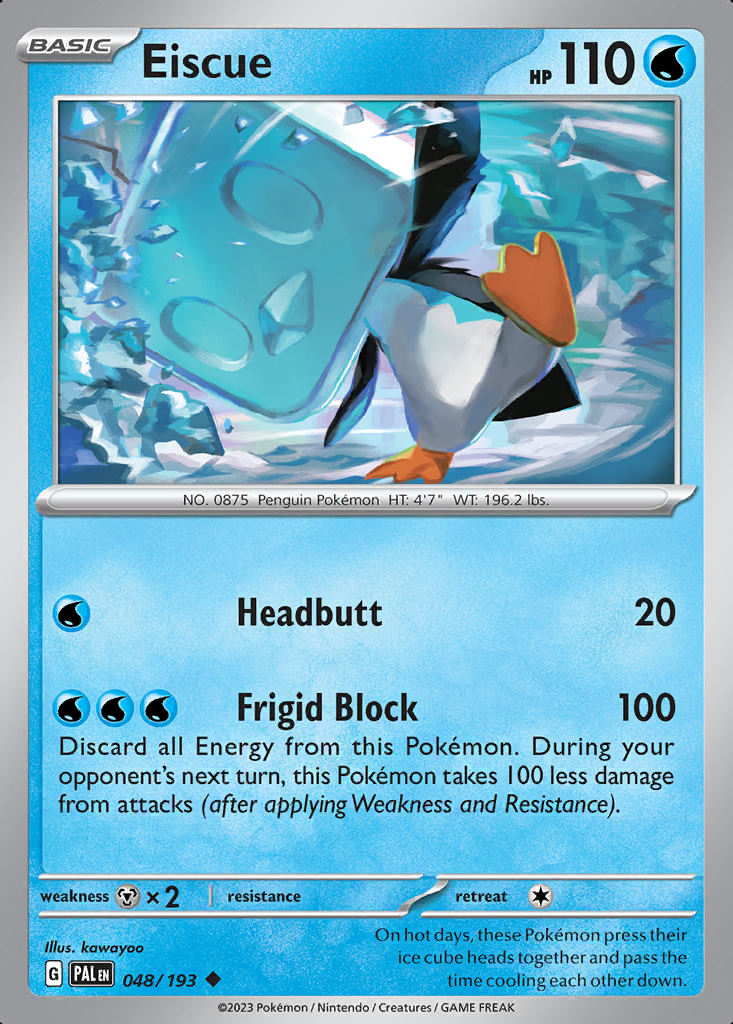 BASIC
Eiscue
HP 110
NO. 0875 Penguin Pokémon HT: 4'7" WT: 196.2 lbs.
Headbutt 20
Frigid Block 100
Discard all Energy from this Pokémon. During your
opponent's next turn, this Pokémon takes 100 less damage
from attacks (after applying Weakness and Resistance).
weakness ×2 resistance retreat
Illus. kawayoo
On hot days, these Pokémon press their
ice cube heads together and pass the
time cooling each other down.
G PAL EN 048/193
©2023 Pokémon / Nintendo / Creatures / GAME FREAK